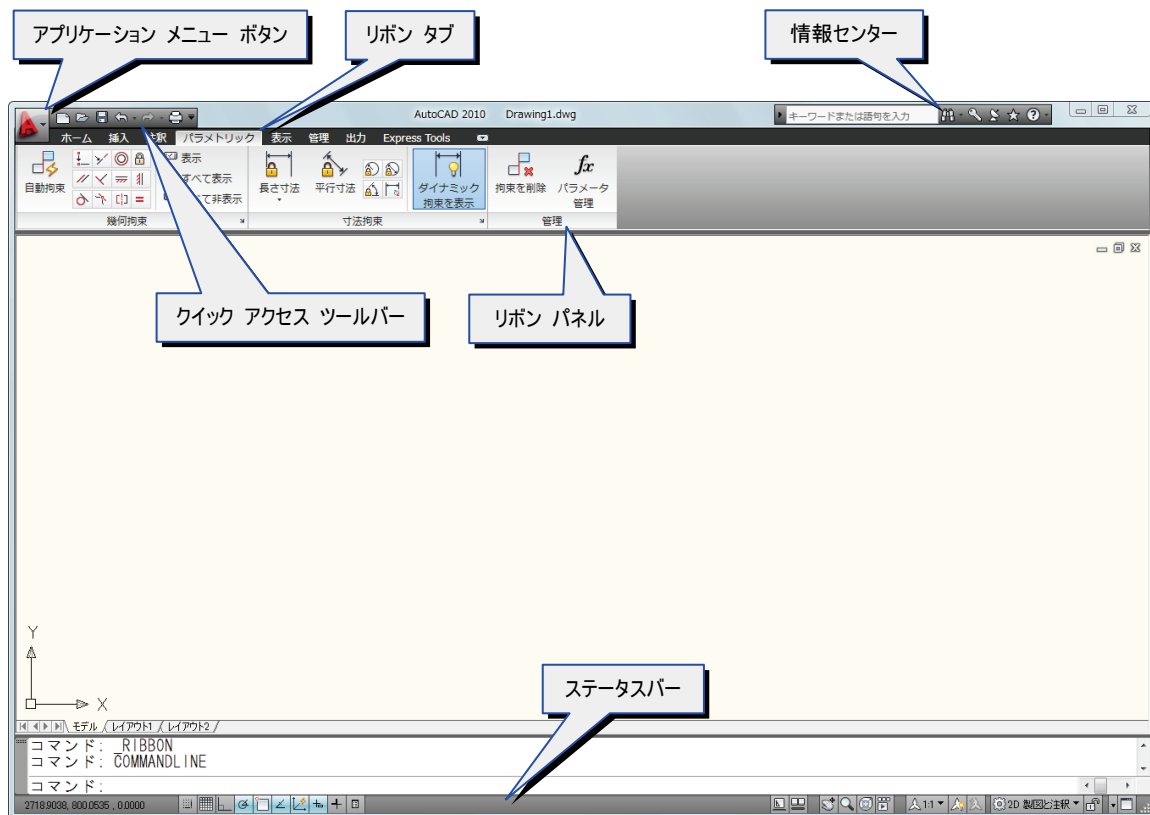 アプリケーション メニュー ボタン
リボン タブ
情報センター
AutoCAD 2010 Drawing1.dwg
キーワードまたは語句を入力
ホーム 挿入 注釈 パラメトリック 表示 管理 出力 Express Tools
自動拘束
表示
すべて表示
て非表示
長さ寸法
平行寸法
ダイナミック
拘束を表示
拘束を削除
パラメータ
管理
幾何拘束
寸法拘束
管理
クイック アクセス ツールバー
リボン パネル
Y
X
ステータスバー
モデル レイアウト1 レイアウト2
コマンド: _RIBBON
コマンド: COMMANDLINE
コマンド:
2718.9038, 800.0535 , 0.0000
1:1
2D 製図と注釈